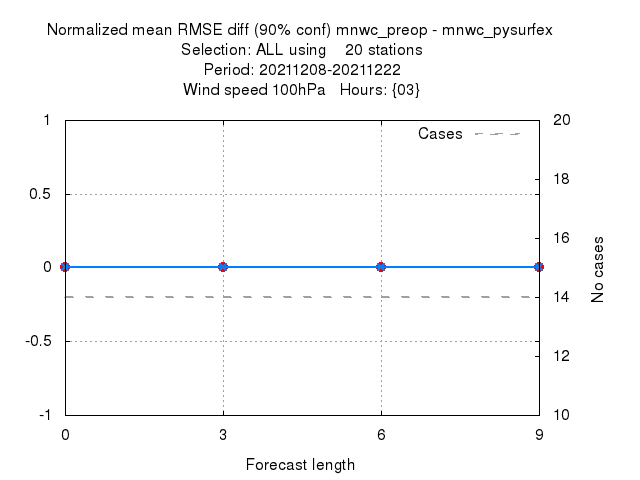 Normalized mean RMSE diff (90% conf) mnwc_preop - mnwc_pysurfex
Selection: ALL using 20 stations
Period: 20211208-20211222
Wind speed 100hPa Hours: {03}
Cases
1
0.5
0
-0.5
-1
20
18
16
14
12
10
No cases
0 3 6 9
Forecast length